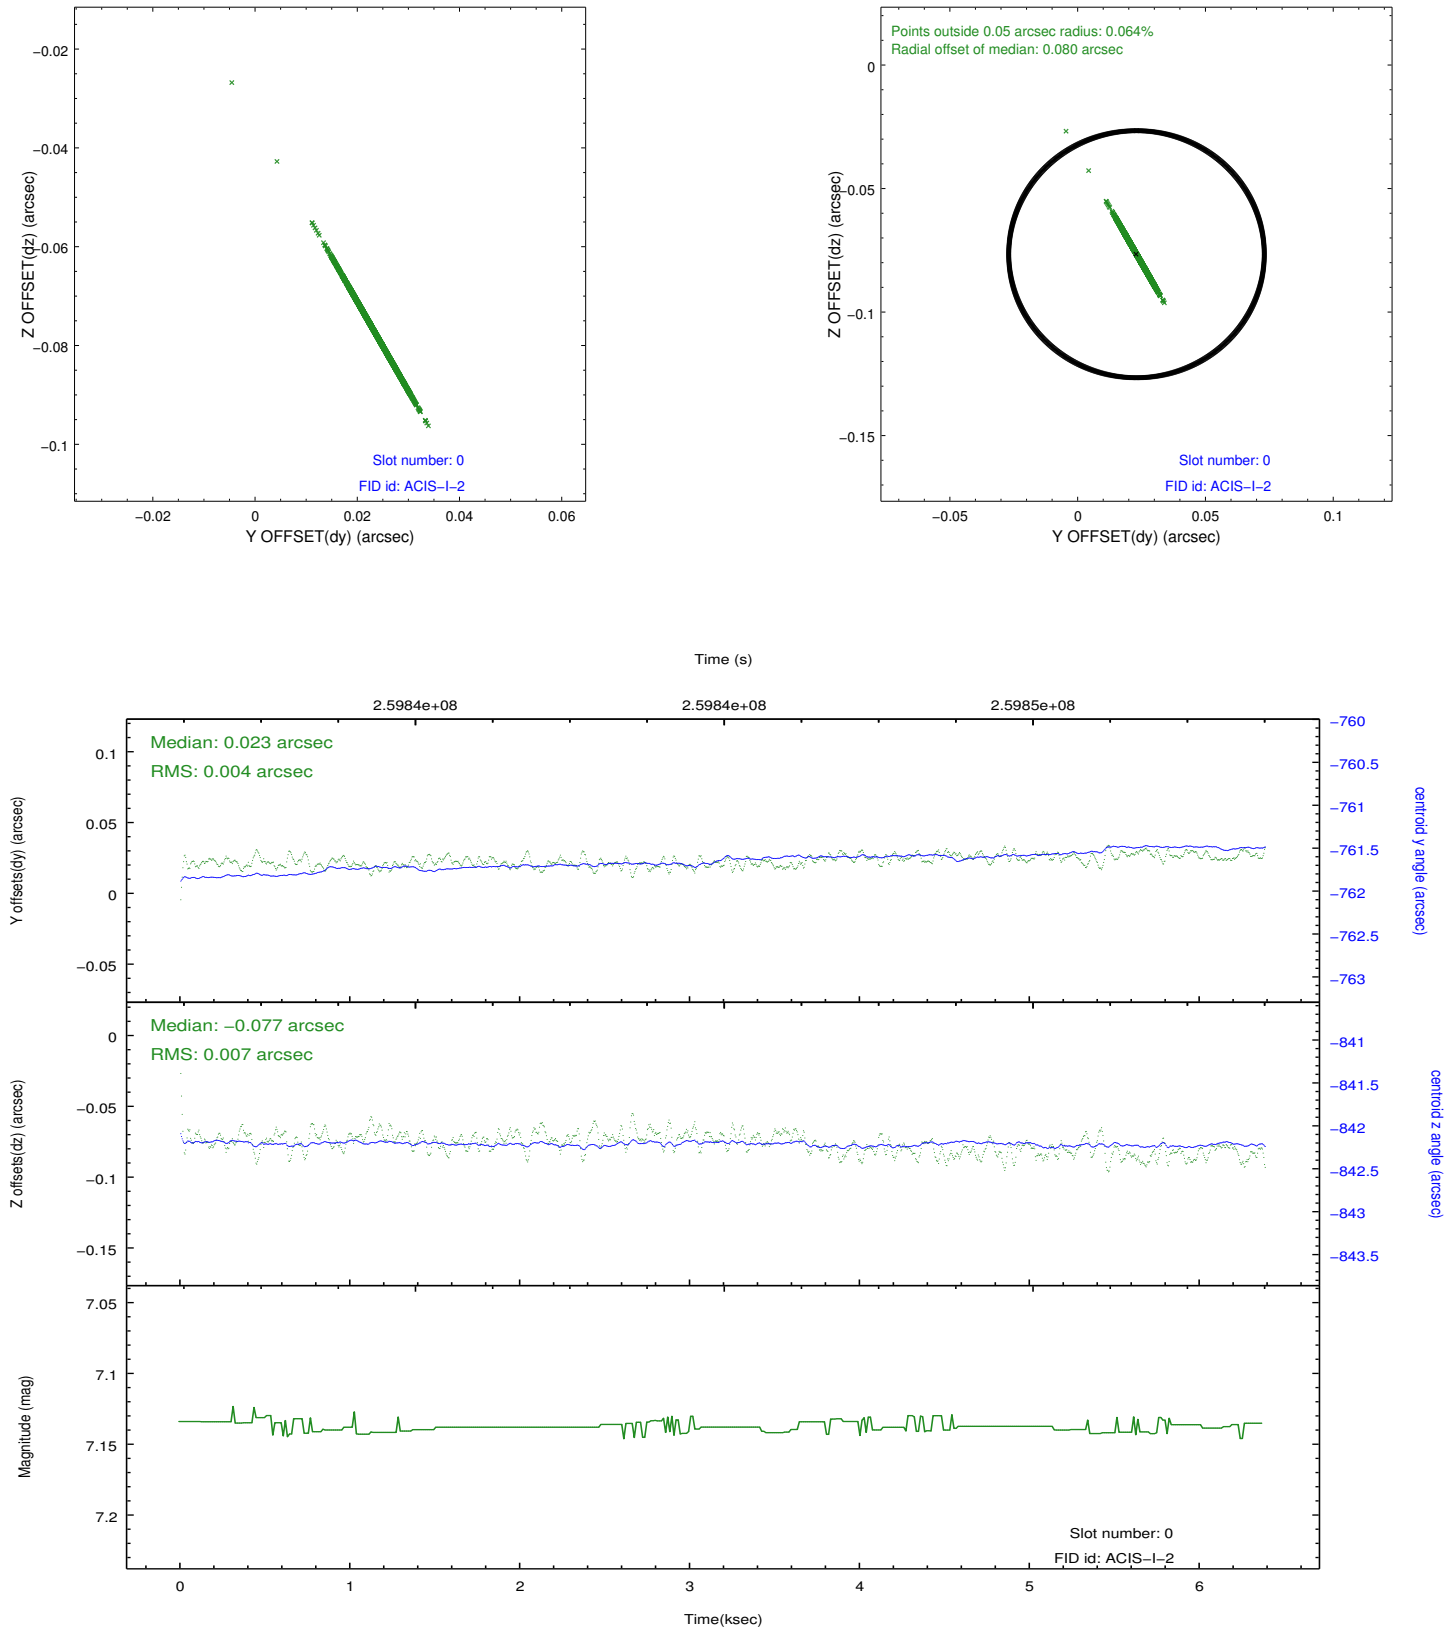 −0.02
−0.04
−0.06
−0.08
−0.1
Z OFFSET(dz) (arcsec)
Slot number: 0
FID id: ACIS−I−2
−0.02
0
0.02
0.04
0.06
Y OFFSET(dy) (arcsec)
Points outside 0.05 arcsec radius: 0.064%
Radial offset of median: 0.080 arcsec
0
−0.05
−0.1
−0.15
Z OFFSET(dz) (arcsec)
Slot number: 0
FID id: ACIS−I−2
−0.05
0
0.05
0.1
Y OFFSET(dy) (arcsec)
Time (s)
2.5984e+08
2.5984e+08
2.5985e+08
Median: 0.023 arcsec
RMS: 0.004 arcsec
0.1
0.05
0
−0.05
Y offsets(dy) (arcsec)
−760
−760.5
−761
−761.5
−762
−762.5
−763
centroid y angle (arcsec)
Median: −0.077 arcsec
RMS: 0.007 arcsec
0
−0.05
−0.1
−0.15
Z offsets(dz) (arcsec)
−841
−841.5
−842
−842.5
−843
−843.5
centroid z angle (arcsec)
7.05
7.1
7.15
7.2
Magnitude (mag)
Slot number: 0
FID id: ACIS−I−2
0
1
2
3
4
5
6
Time(ksec)